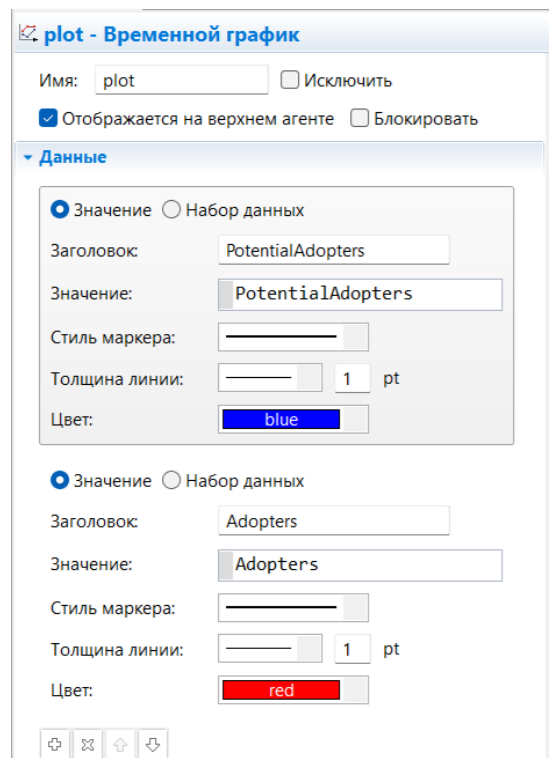 plot - Временной график
Имя: plot Исключить
Отображается на верхнем агенте Блокировать
Данные
Значение Набор данных
Заголовок: PotentialAdopters
Значение: PotentialAdopters
Стиль маркера:
Толщина линии: 1 pt
Цвет: blue
Значение Набор данных
Заголовок: Adopters
Значение: Adopters
Стиль маркера:
Толщина линии: 1 pt
Цвет: red